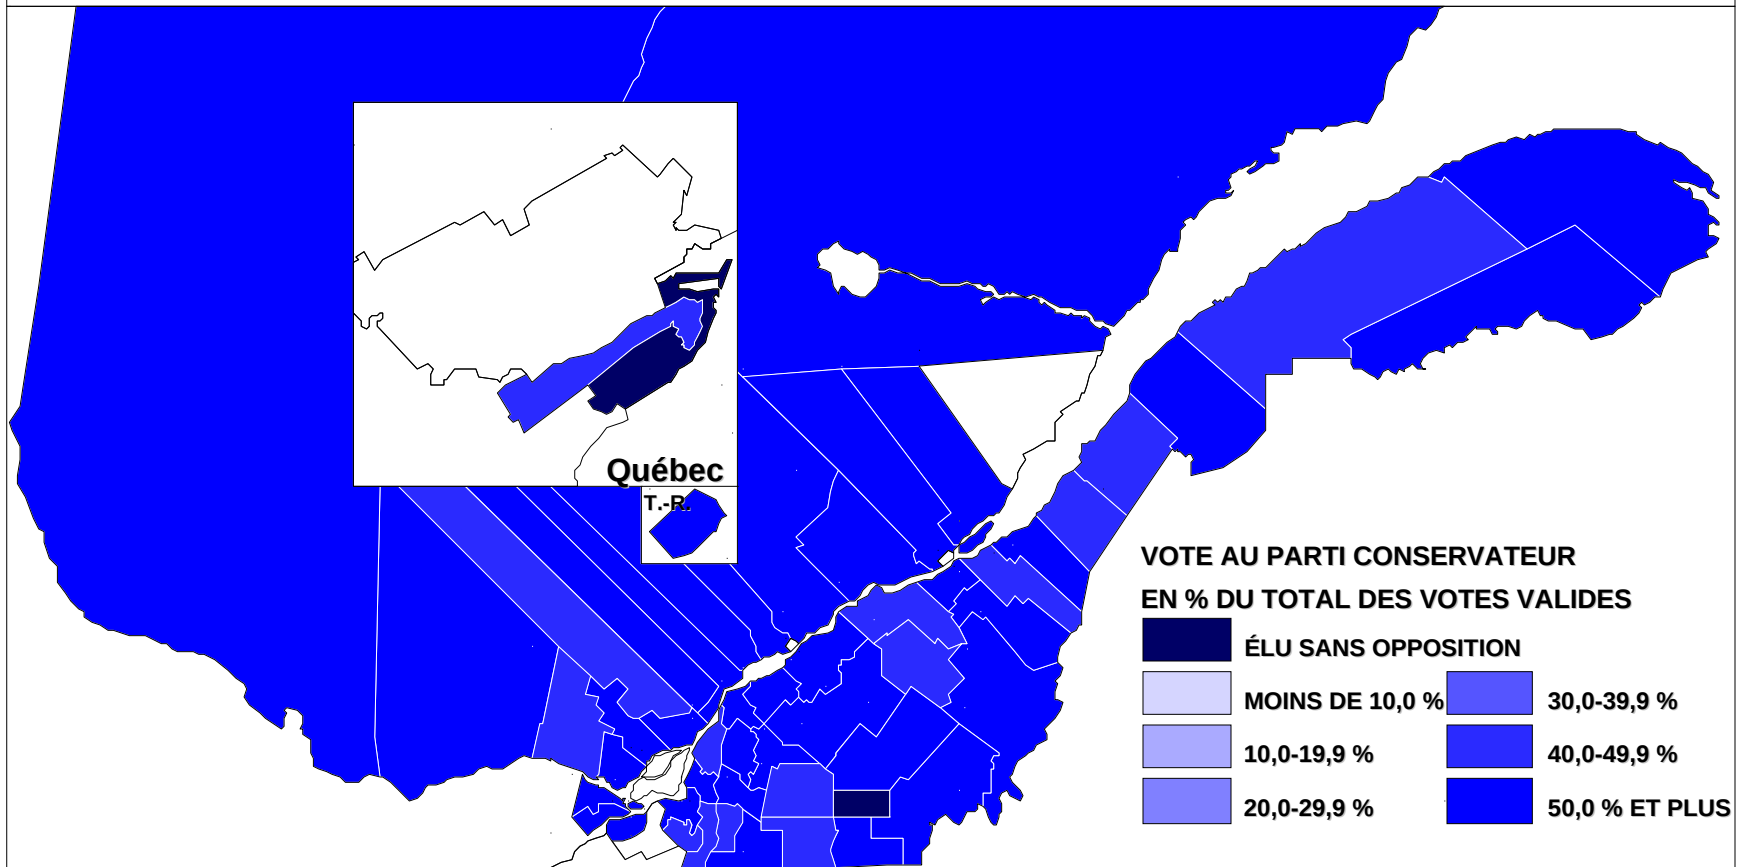 Québec
T.-R.
VOTE AU PARTI CONSERVATEUR
EN % DU TOTAL DES VOTES VALIDES
ÉLU SANS OPPOSITION
MOINS DE 10,0 %
30,0-39,9 %
10,0-19,9 %
40,0-49,9 %
20,0-29,9 %
50,0 % ET PLUS